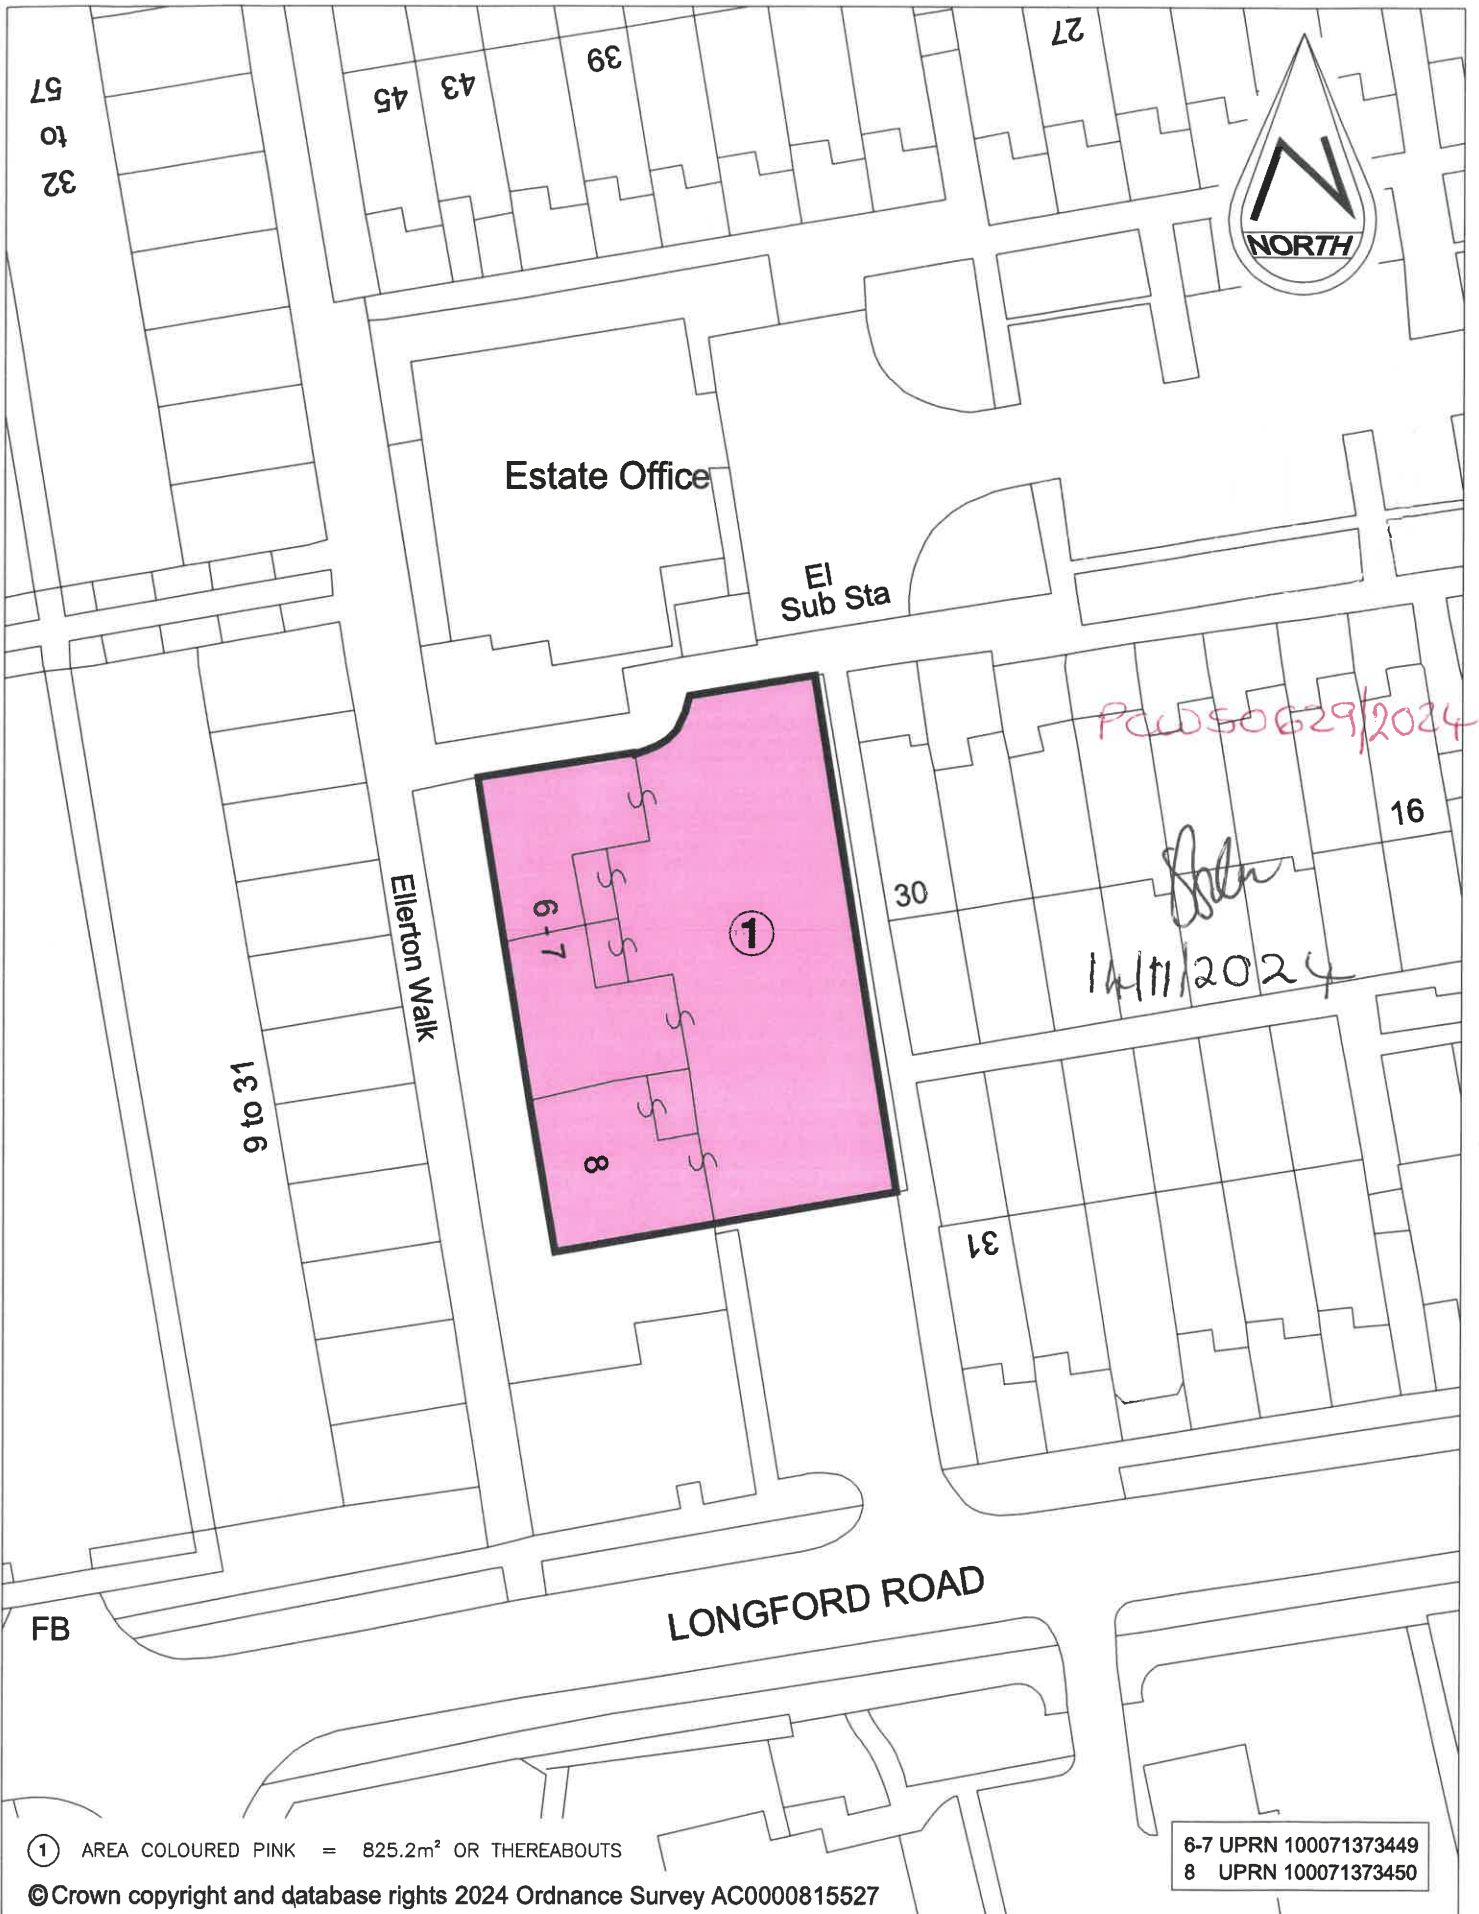 27
39
43
45
57
to
32
N
NORTH
Estate Office
El
Sub Sta
PCWS0629/2024
16
30
14/11/2024
Ellerton Walk
6 - 7
1
S
S
S
S
S
S
8
9 to 31
31
LONGFORD ROAD
FB
1 AREA COLOURED PINK = 825.2m² OR THEREABOUTS
©Crown copyright and database rights 2024 Ordnance Survey AC0000815527
6-7 UPRN 100071373449
8 UPRN 100071373450